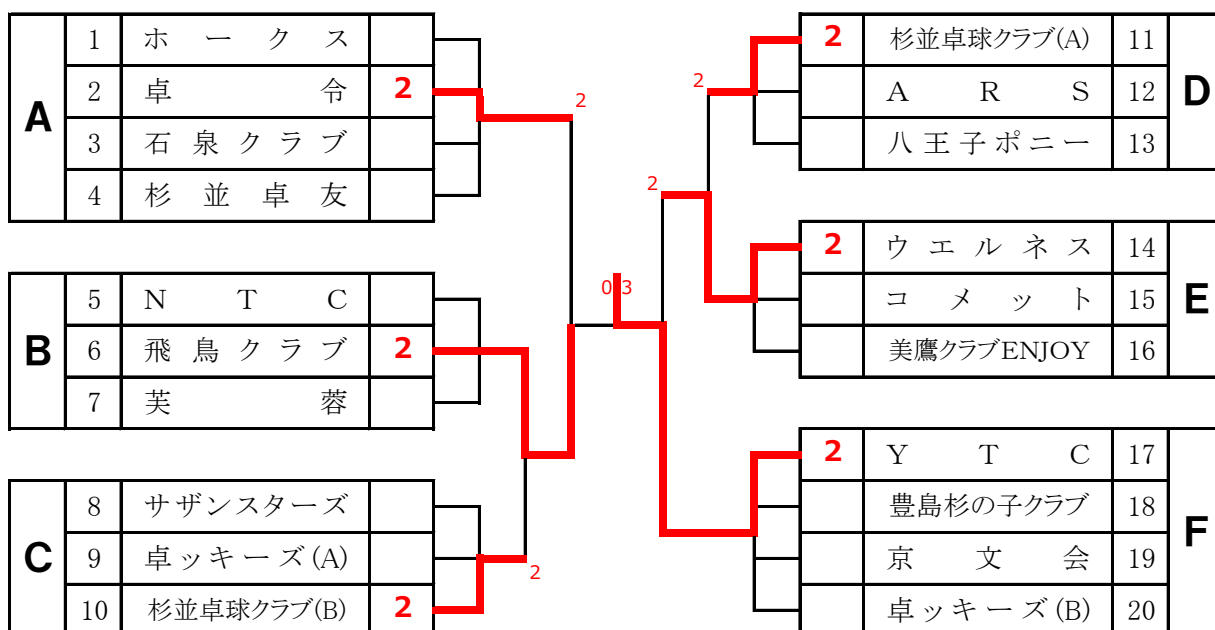 A
1 ホークス
2 卓令 2
3 石泉クラブ
4 杉並卓友
2
B
5 NTC
6 飛鳥クラブ 2
7 芙蓉
C
8 サザンスターズ
9 卓ッキーズ(A)
10 杉並卓球クラブ(B) 2
2
0 3
2
2
D
2 杉並卓球クラブ(A) 11
ARS 12
八王子ポニー 13
E
2 ウエルネス 14
コメット 15
美鷹クラブENJOY 16
F
2 YTC 17
豊島杉の子クラブ 18
京文会 19
卓ッキーズ(B) 20